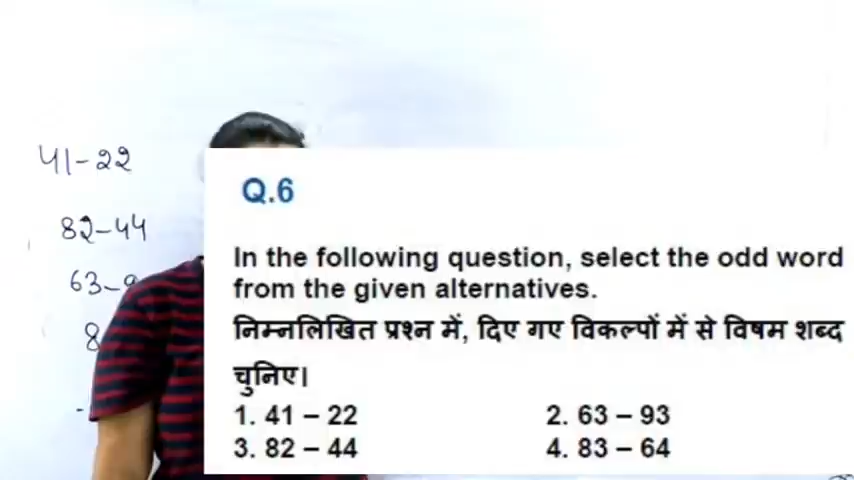 41-22
82-44
63-9
8
Q.6
In the following question, select the odd word
from the given alternatives.
निम्नलिखित प्रश्न में, दिए गए विकल्पों में से विषम शब्द
चुनिए।
1. 41 – 22 2. 63 – 93
3. 82 – 44 4. 83 – 64